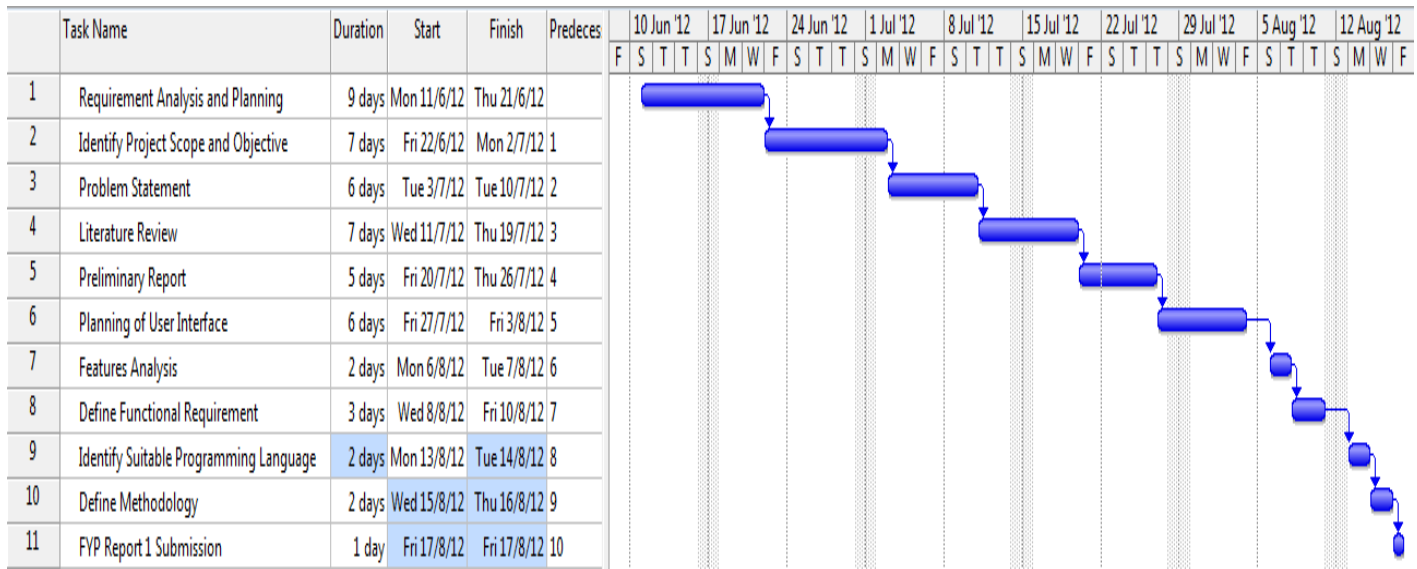 Task Name Duration Start Finish Predeces 10 Jun '12 17 Jun '12 24 Jun '12 1 Jul '12 8 Jul '12 15 Jul '12 22 Jul '12 29 Jul '12 5 Aug '12 12 Aug '12
F S T T S M W F S T T S M W F S T T S M W F S T T S M W F S T T S M W F
1 Requirement Analysis and Planning 9 days Mon 11/6/12 Thu 21/6/12
2 Identify Project Scope and Objective 7 days Fri 22/6/12 Mon 2/7/12 1
3 Problem Statement 6 days Tue 3/7/12 Tue 10/7/12 2
4 Literature Review 7 days Wed 11/7/12 Thu 19/7/12 3
5 Preliminary Report 5 days Fri 20/7/12 Thu 26/7/12 4
6 Planning of User Interface 6 days Fri 27/7/12 Fri 3/8/12 5
7 Features Analysis 2 days Mon 6/8/12 Tue 7/8/12 6
8 Define Functional Requirement 3 days Wed 8/8/12 Fri 10/8/12 7
9 Identify Suitable Programming Language 2 days Mon 13/8/12 Tue 14/8/12 8
10 Define Methodology 2 days Wed 15/8/12 Thu 16/8/12 9
11 FYP Report 1 Submission 1 day Fri 17/8/12 Fri 17/8/12 10